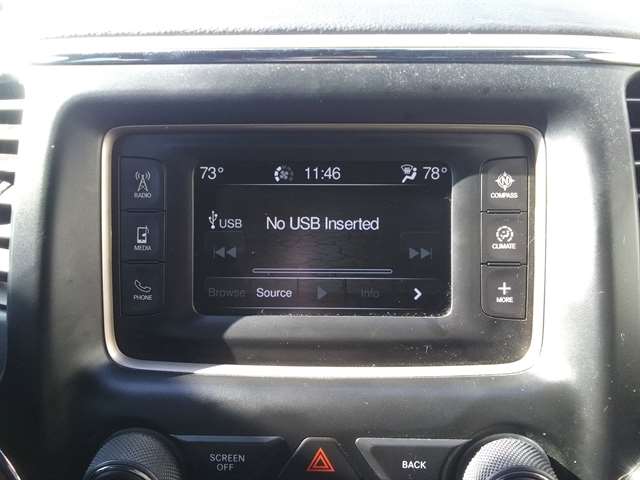 73° 11:46 78°
RADIO
COMPASS
USB No USB Inserted
MEDIA
CLIMATE
Browse Source Info
PHONE
MORE
SCREEN OFF
BACK